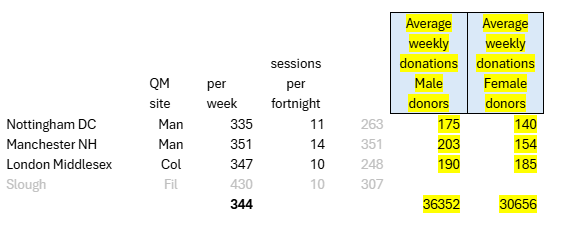 Average Average
weekly weekly
sessions donations donations
QM per per Male Female
site week fortnight donors donors
Nottingham DC Man 335 11 263 175 140
Manchester NH Man 351 14 351 203 154
London Middlesex Col 347 10 248 190 185
Slough Fil 430 10 307
344 36352 30656